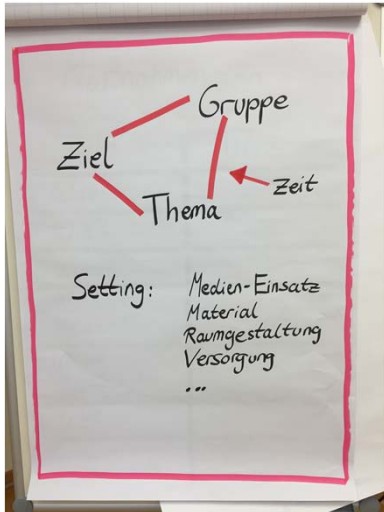 Gruppe
Ziel
Zeit
Thema
Setting: Medien-Einsatz
Material
Raumgestaltung
Versorgung
...